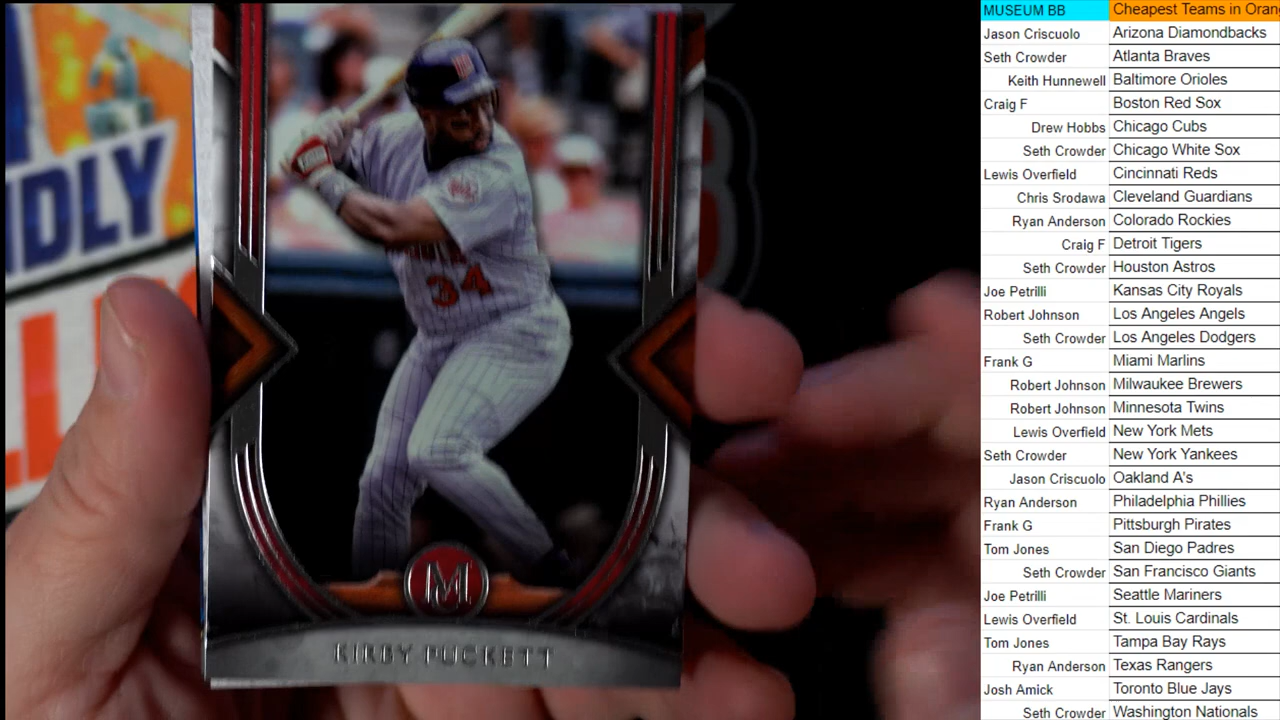 NDLY
34
M
KIRBY PUCKETT
MUSEUM BB Cheapest Teams in Oran
Jason Criscuolo Arizona Diamondbacks
Seth Crowder Atlanta Braves
Keith Hunnewell Baltimore Orioles
Craig F Boston Red Sox
Drew Hobbs Chicago Cubs
Seth Crowder Chicago White Sox
Lewis Overfield Cincinnati Reds
Chris Srodawa Cleveland Guardians
Ryan Anderson Colorado Rockies
Craig F Detroit Tigers
Seth Crowder Houston Astros
Joe Petrilli Kansas City Royals
Robert Johnson Los Angeles Angels
Seth Crowder Los Angeles Dodgers
Frank G Miami Marlins
Robert Johnson Milwaukee Brewers
Robert Johnson Minnesota Twins
Lewis Overfield New York Mets
Seth Crowder New York Yankees
Jason Criscuolo Oakland A's
Ryan Anderson Philadelphia Phillies
Frank G Pittsburgh Pirates
Tom Jones San Diego Padres
Seth Crowder San Francisco Giants
Joe Petrilli Seattle Mariners
Lewis Overfield St. Louis Cardinals
Tom Jones Tampa Bay Rays
Ryan Anderson Texas Rangers
Josh Amick Toronto Blue Jays
Seth Crowder Washington Nationals